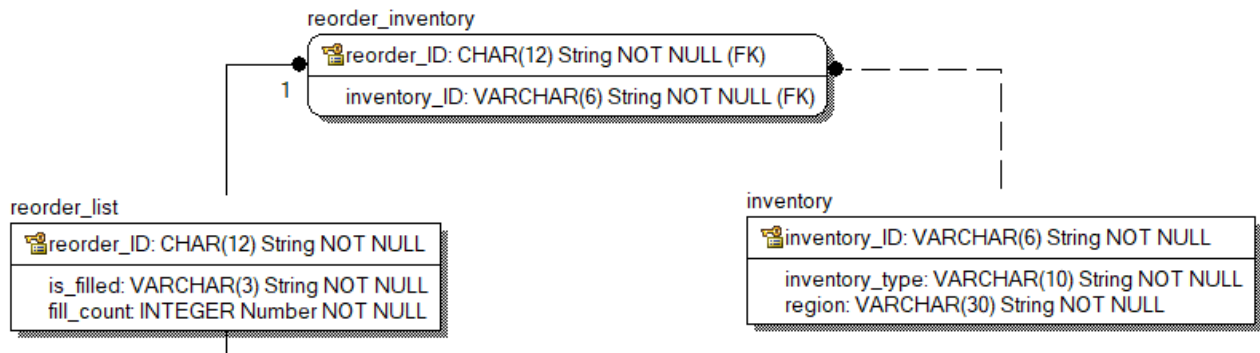 reorder_inventory
reorder_ID: CHAR(12) String NOT NULL (FK)
inventory_ID: VARCHAR(6) String NOT NULL (FK)
1
reorder_list
reorder_ID: CHAR(12) String NOT NULL
is_filled: VARCHAR(3) String NOT NULL
fill_count: INTEGER Number NOT NULL
inventory
inventory_ID: VARCHAR(6) String NOT NULL
inventory_type: VARCHAR(10) String NOT NULL
region: VARCHAR(30) String NOT NULL